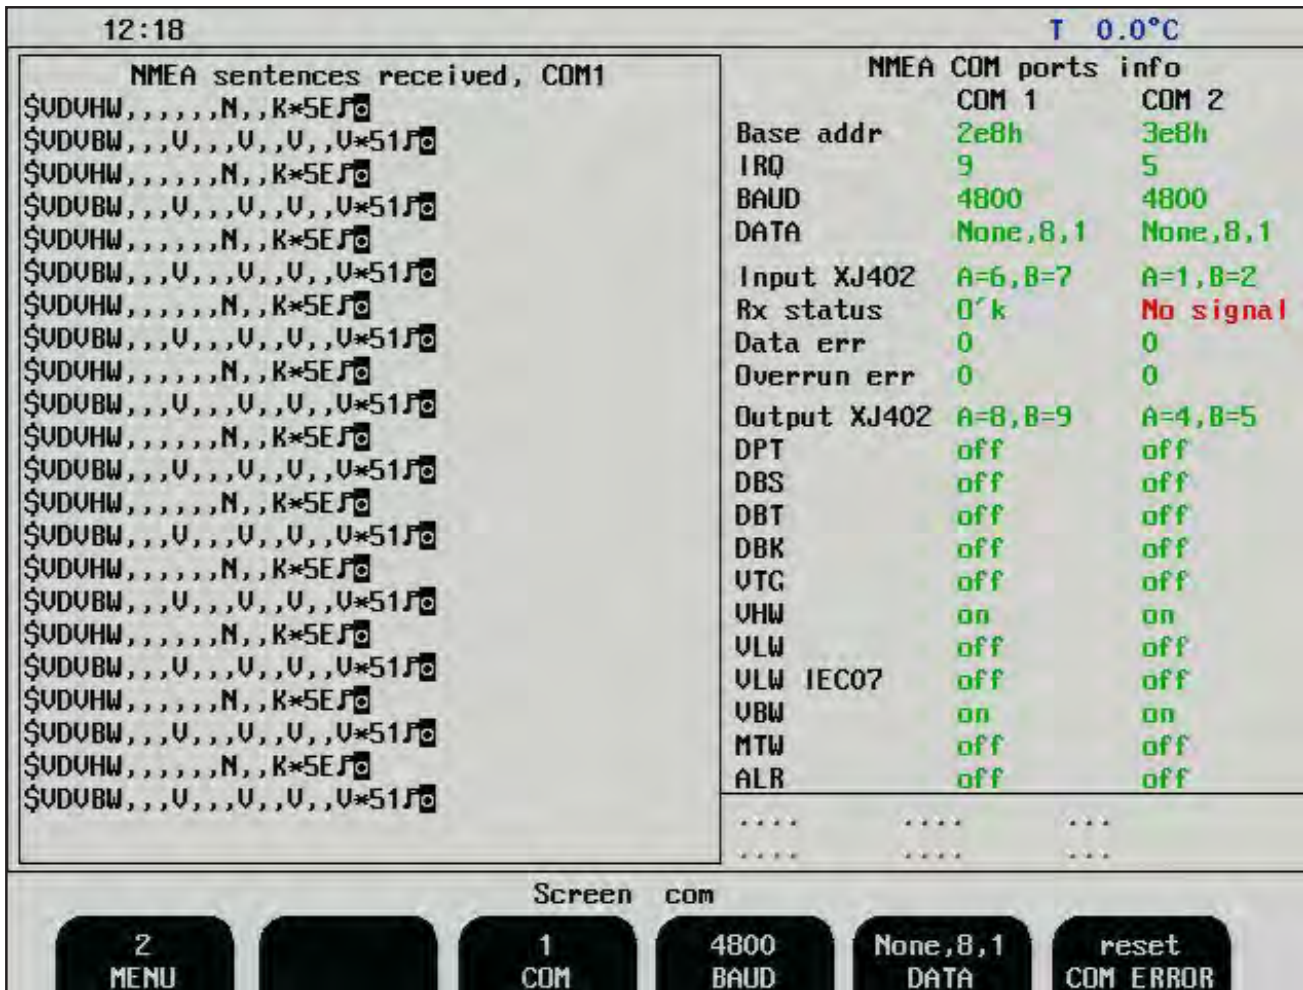 12:18
T 0.0°C
NMEA sentences received, COM1
$VDVHW,,,,,,N,,K*5E♪◙
$VDVBW,,,V,,,V,,V,,V*51♪◙
$VDVHW,,,,,,N,,K*5E♪◙
$VDVBW,,,V,,,V,,V,,V*51♪◙
$VDVHW,,,,,,N,,K*5E♪◙
$VDVBW,,,V,,,V,,V,,V*51♪◙
$VDVHW,,,,,,N,,K*5E♪◙
$VDVBW,,,V,,,V,,V,,V*51♪◙
$VDVHW,,,,,,N,,K*5E♪◙
$VDVBW,,,V,,,V,,V,,V*51♪◙
$VDVHW,,,,,,N,,K*5E♪◙
$VDVBW,,,V,,,V,,V,,V*51♪◙
$VDVHW,,,,,,N,,K*5E♪◙
$VDVBW,,,V,,,V,,V,,V*51♪◙
$VDVHW,,,,,,N,,K*5E♪◙
$VDVBW,,,V,,,V,,V,,V*51♪◙
$VDVHW,,,,,,N,,K*5E♪◙
$VDVBW,,,V,,,V,,V,,V*51♪◙
$VDVHW,,,,,,N,,K*5E♪◙
$VDVBW,,,V,,,V,,V,,V*51♪◙
$VDVHW,,,,,,N,,K*5E♪◙
$VDVBW,,,V,,,V,,V,,V*51♪◙
NMEA COM ports info
COM 1 COM 2
Base addr 2e8h 3e8h
IRQ 9 5
BAUD 4800 4800
DATA None,8,1 None,8,1
Input XJ402 A=6,B=7 A=1,B=2
Rx status O´k No signal
Data err 0 0
Overrun err 0 0
Output XJ402 A=8,B=9 A=4,B=5
DPT off off
DBS off off
DBT off off
DBK off off
VTG off off
VHW on on
VLW off off
VLW IEC07 off off
VBW on on
MTW off off
ALR off off
.... .... ...
.... .... ...
Screen com
2
MENU
1
COM
4800
BAUD
None,8,1
DATA
reset
COM ERROR